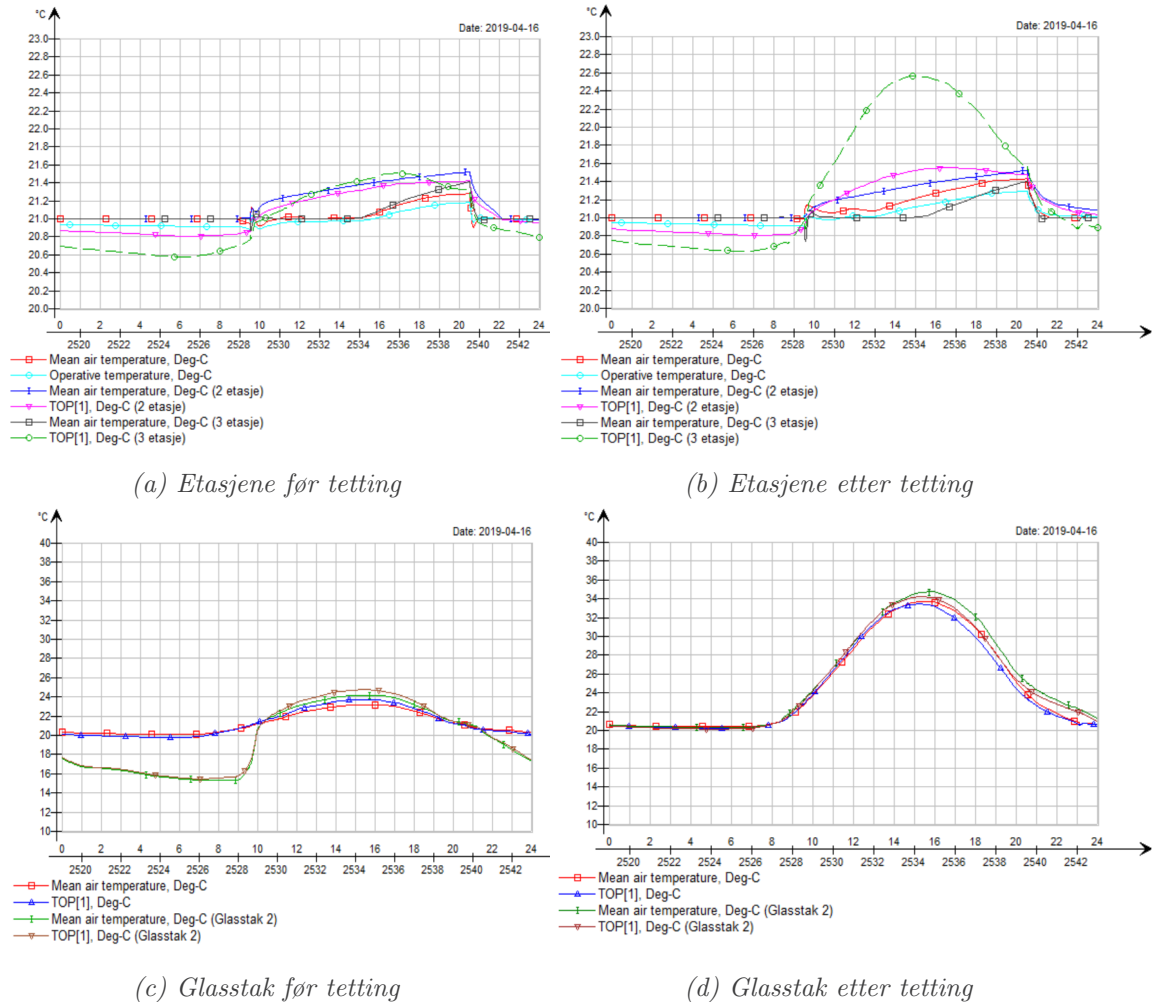 °C
Date: 2019-04-16
23.0
22.8
22.6
22.4
22.2
22.0
21.8
21.6
21.4
21.2
21.0
20.8
20.6
20.4
20.2
20.0
0 2 4 6 8 10 12 14 16 18 20 22 24
2520 2522 2524 2526 2528 2530 2532 2534 2536 2538 2540 2542
Mean air temperature, Deg-C
Operative temperature, Deg-C
Mean air temperature, Deg-C (2 etasje)
TOP[1], Deg-C (2 etasje)
Mean air temperature, Deg-C (3 etasje)
TOP[1], Deg-C (3 etasje)
(a) Etasjene før tetting
°C
Date: 2019-04-16
23.0
22.8
22.6
22.4
22.2
22.0
21.8
21.6
21.4
21.2
21.0
20.8
20.6
20.4
20.2
20.0
0 2 4 6 8 10 12 14 16 18 20 22 24
2520 2522 2524 2526 2528 2530 2532 2534 2536 2538 2540 2542
Mean air temperature, Deg-C
Operative temperature, Deg-C
Mean air temperature, Deg-C (2 etasje)
TOP[1], Deg-C (2 etasje)
Mean air temperature, Deg-C (3 etasje)
TOP[1], Deg-C (3 etasje)
(b) Etasjene etter tetting
°C
Date: 2019-04-16
40
38
36
34
32
30
28
26
24
22
20
18
16
14
12
10
0 2 4 6 8 10 12 14 16 18 20 22 24
2520 2522 2524 2526 2528 2530 2532 2534 2536 2538 2540 2542
Mean air temperature, Deg-C
TOP[1], Deg-C
Mean air temperature, Deg-C (Glasstak 2)
TOP[1], Deg-C (Glasstak 2)
(c) Glasstak før tetting
°C
Date: 2019-04-16
40
38
36
34
32
30
28
26
24
22
20
18
16
14
12
10
0 2 4 6 8 10 12 14 16 18 20 22 24
2520 2522 2524 2526 2528 2530 2532 2534 2536 2538 2540 2542
Mean air temperature, Deg-C
TOP[1], Deg-C
Mean air temperature, Deg-C (Glasstak 2)
TOP[1], Deg-C (Glasstak 2)
(d) Glasstak etter tetting